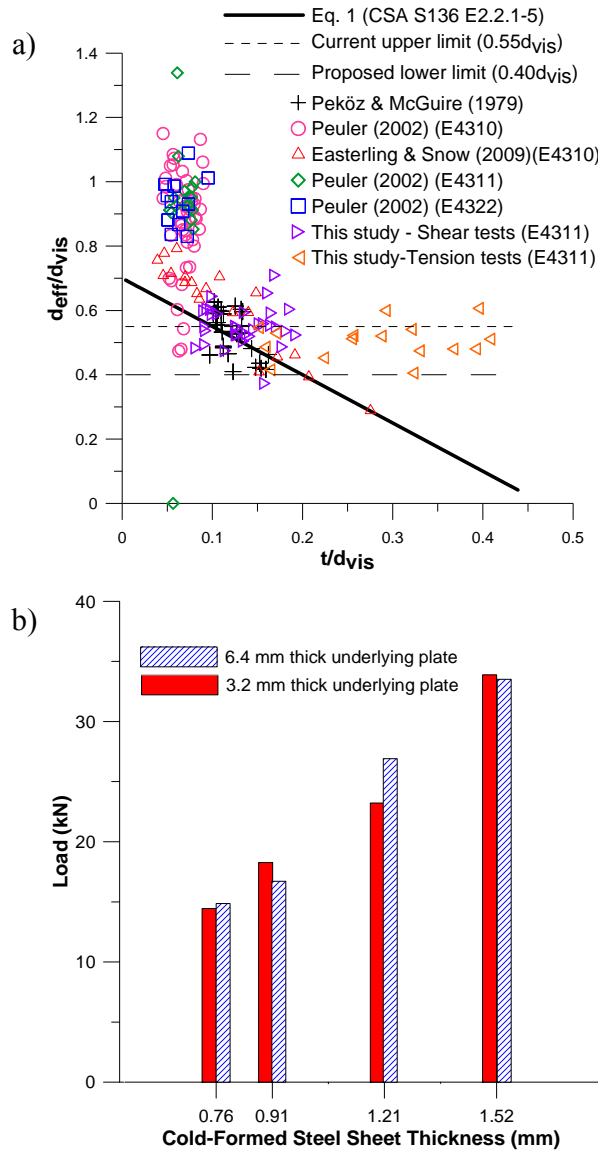 a)
Eq. 1 (CSA S136 E2.2.1-5)
Current upper limit (0.55dvis)
Proposed lower limit (0.40dvis)
Peköz & McGuire (1979)
Peuler (2002) (E4310)
Easterling & Snow (2009)(E4310)
Peuler (2002) (E4311)
Peuler (2002) (E4322)
This study - Shear tests (E4311)
This study-Tension tests (E4311)
1.4
1.2
1
0.8
0.6
0.4
0.2
0
deff/dvis
0
0.1
0.2
0.3
0.4
0.5
t/dvis
b)
40
30
20
10
0
Load (kN)
6.4 mm thick underlying plate
3.2 mm thick underlying plate
0.76
0.91
1.21
1.52
Cold-Formed Steel Sheet Thickness (mm)